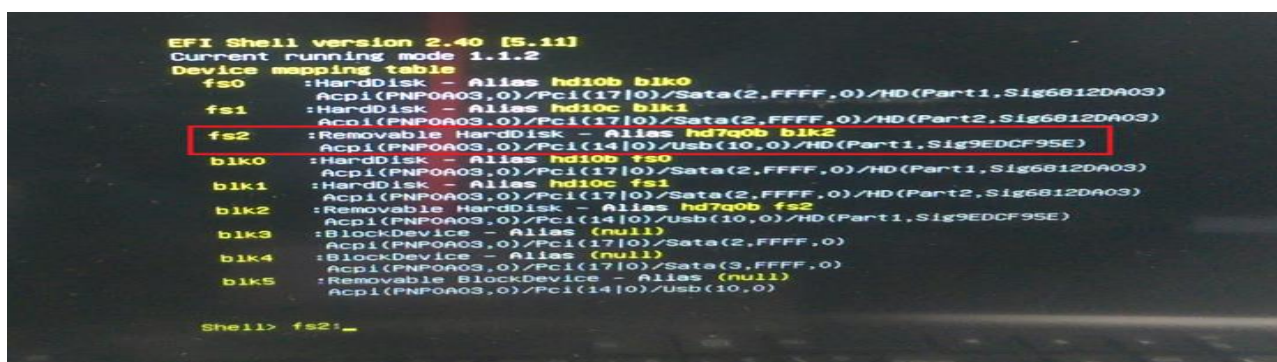 EFI Shell version 2.40 [5.11]
Current running mode 1.1.2
Device mapping table
fs0 :HardDisk - Alias hd10b blk0
Acpi(PNP0A03,0)/Pci(17|0)/Sata(2,FFFF,0)/HD(Part1,Sig6812DA03)
fs1 :HardDisk - Alias hd10c blk1
Acpi(PNP0A03,0)/Pci(17|0)/Sata(2,FFFF,0)/HD(Part2,Sig6812DA03)
fs2 :Removable HardDisk - Alias hd7q0b blk2
Acpi(PNP0A03,0)/Pci(14|0)/Usb(10,0)/HD(Part1,Sig9EDCF95E)
blk0 :HardDisk - Alias hd10b fs0
Acpi(PNP0A03,0)/Pci(17|0)/Sata(2,FFFF,0)/HD(Part1,Sig6812DA03)
blk1 :HardDisk - Alias hd10c fs1
Acpi(PNP0A03,0)/Pci(17|0)/Sata(2,FFFF,0)/HD(Part2,Sig6812DA03)
blk2 :Removable HardDisk - Alias hd7q0b fs2
Acpi(PNP0A03,0)/Pci(14|0)/Usb(10,0)/HD(Part1,Sig9EDCF95E)
blk3 :BlockDevice - Alias (null)
Acpi(PNP0A03,0)/Pci(17|0)/Sata(2,FFFF,0)
blk4 :BlockDevice - Alias (null)
Acpi(PNP0A03,0)/Pci(17|0)/Sata(3,FFFF,0)
blk5 :Removable BlockDevice - Alias (null)
Acpi(PNP0A03,0)/Pci(14|0)/Usb(10,0)
Shell> fs2:_